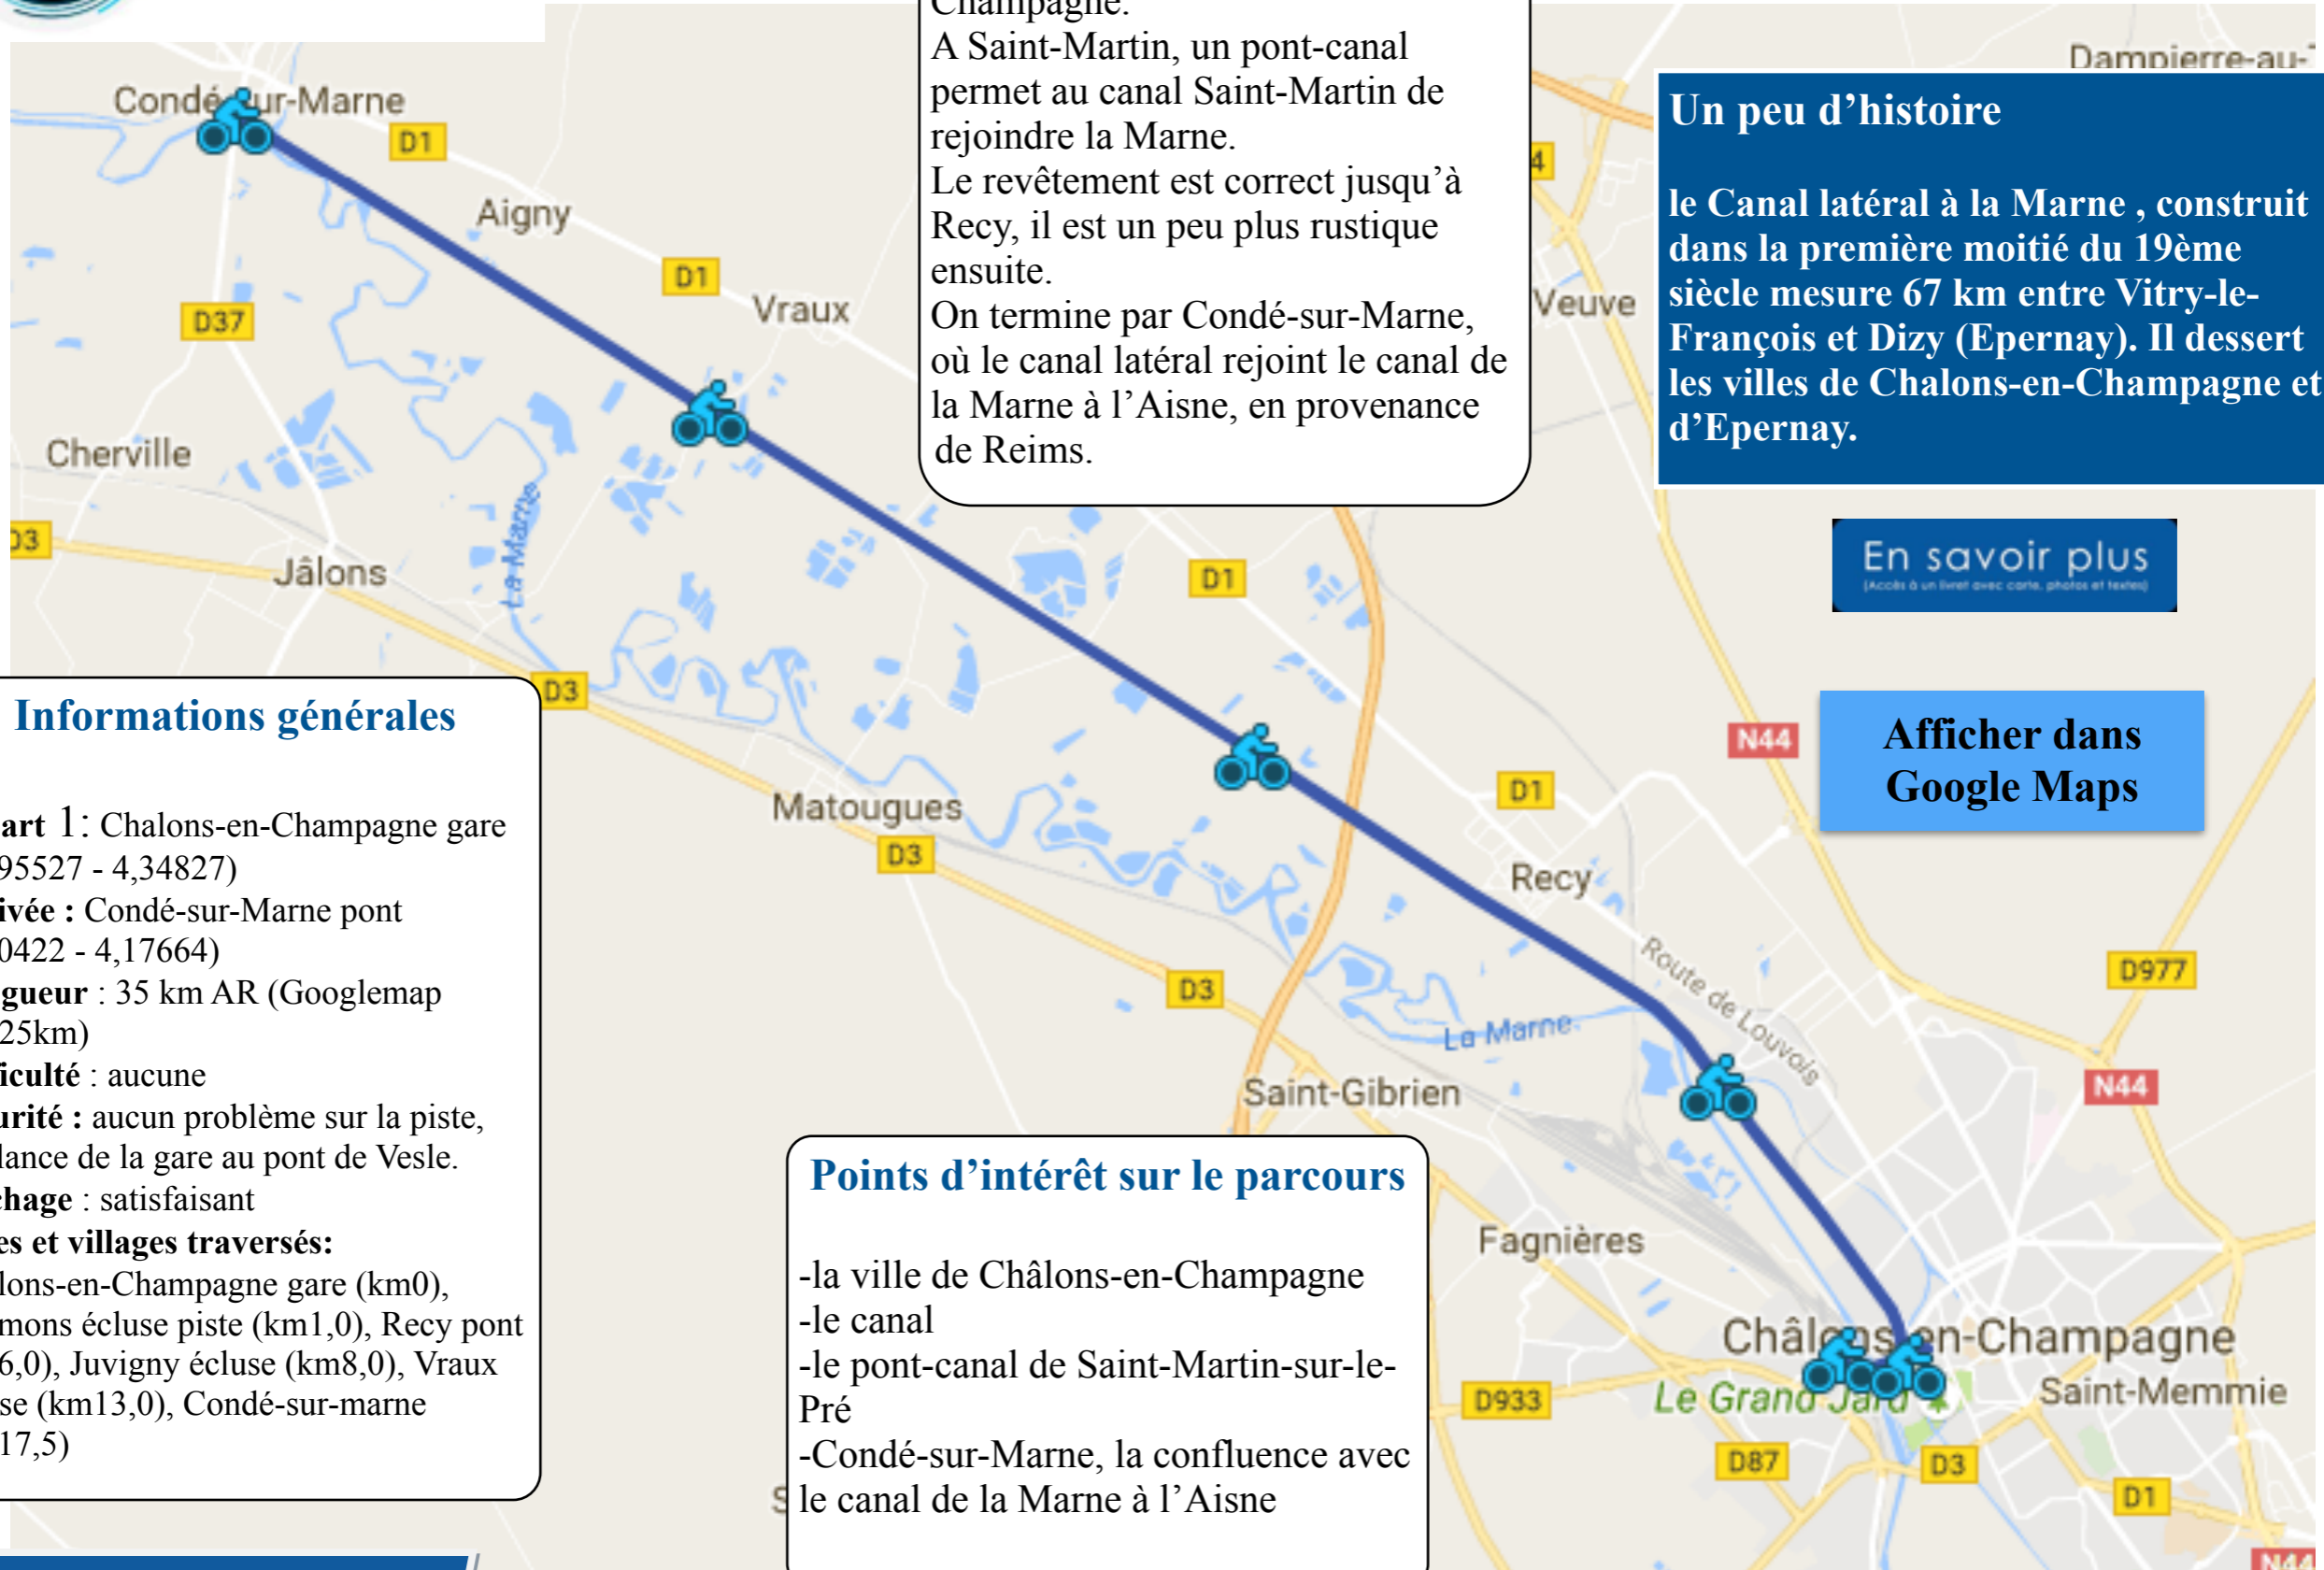 Champagne.
A Saint-Martin, un pont-canal
permet au canal Saint-Martin de
rejoindre la Marne.
Le revêtement est correct jusqu’à
Recy, il est un peu plus rustique
ensuite.
On termine par Condé-sur-Marne,
où le canal latéral rejoint le canal de
la Marne à l’Aisne, en provenance
de Reims.
Un peu d’histoire
le Canal latéral à la Marne , construit
dans la première moitié du 19ème
siècle mesure 67 km entre Vitry-le-
François et Dizy (Epernay). Il dessert
les villes de Chalons-en-Champagne et
d’Epernay.
En savoir plus
(Accès à un livret avec carte, photos et textes)
Afficher dans
Google Maps
Informations générales
art 1: Chalons-en-Champagne gare
95527 - 4,34827)
ivée : Condé-sur-Marne pont
0422 - 4,17664)
gueur : 35 km AR (Googlemap
25km)
iculté : aucune
urité : aucun problème sur la piste,
lance de la gare au pont de Vesle.
chage : satisfaisant
es et villages traversés:
lons-en-Champagne gare (km0),
mons écluse piste (km1,0), Recy pont
6,0), Juvigny écluse (km8,0), Vraux
se (km13,0), Condé-sur-marne
17,5)
Points d’intérêt sur le parcours
-la ville de Châlons-en-Champagne
-le canal
-le pont-canal de Saint-Martin-sur-le-
Pré
-Condé-sur-Marne, la confluence avec
le canal de la Marne à l’Aisne
Dampierre-au-
Condé-sur-Marne
D1
Aigny
D1
Vraux
4
Veuve
D37
Cherville
D3
Jâlons
La Marne
D3
D1
N44
Matougues
D3
D1
Recy
Route de Louvois
D977
D3
La Marne
N44
Saint-Gibrien
Fagnières
Châlons-en-Champagne
Le Grand Jard
Saint-Memmie
D933
D87
D3
D1
S
N44